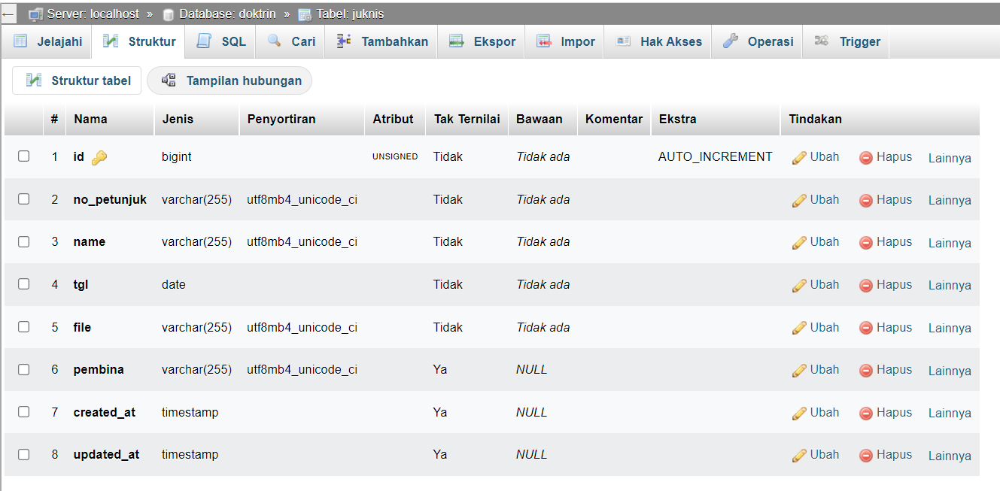 ← Server: localhost » Database: doktrin » Tabel: juknis
Jelajahi Struktur SQL Cari Tambahkan Ekspor Impor Hak Akses Operasi Trigger
Struktur tabel Tampilan hubungan
# Nama Jenis Penyortiran Atribut Tak Ternilai Bawaan Komentar Ekstra Tindakan
1 id bigint UNSIGNED Tidak Tidak ada AUTO_INCREMENT Ubah Hapus Lainnya
2 no_petunjuk varchar(255) utf8mb4_unicode_ci Tidak Tidak ada Ubah Hapus Lainnya
3 name varchar(255) utf8mb4_unicode_ci Tidak Tidak ada Ubah Hapus Lainnya
4 tgl date Tidak Tidak ada Ubah Hapus Lainnya
5 file varchar(255) utf8mb4_unicode_ci Tidak Tidak ada Ubah Hapus Lainnya
6 pembina varchar(255) utf8mb4_unicode_ci Ya NULL Ubah Hapus Lainnya
7 created_at timestamp Ya NULL Ubah Hapus Lainnya
8 updated_at timestamp Ya NULL Ubah Hapus Lainnya